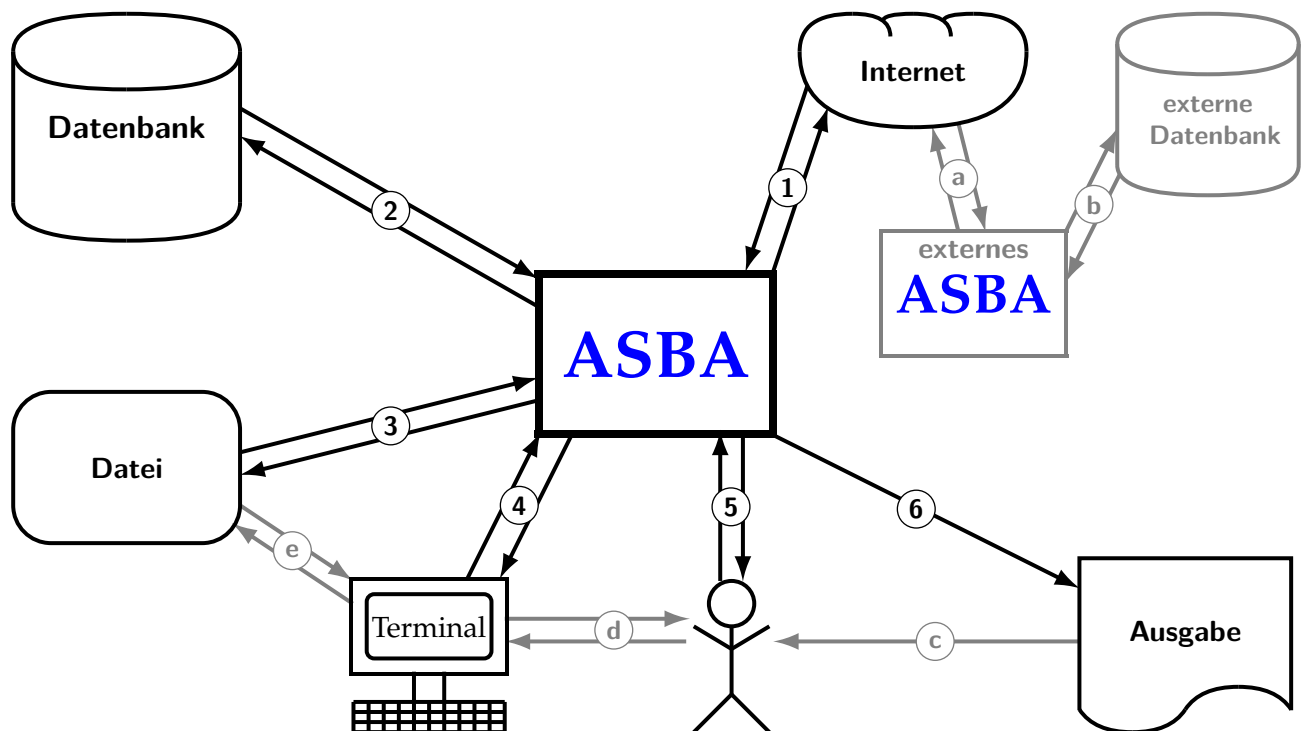 Internet
externe
Datenbank
Datenbank
a
1
b
2
externes
ASBA
ASBA
3
Datei
4
5
6
e
Terminal
d
c
Ausgabe